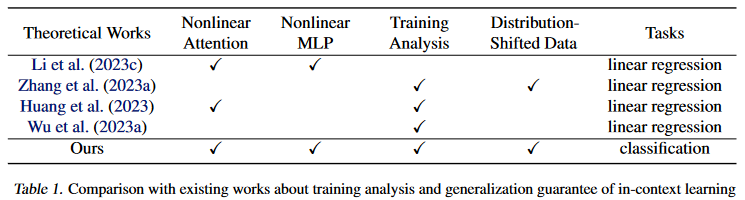 Theoretical Works Nonlinear Attention Nonlinear MLP Training Analysis Distribution-Shifted Data Tasks
Li et al. (2023c) ✓ ✓ linear regression
Zhang et al. (2023a) ✓ ✓ linear regression
Huang et al. (2023) ✓ ✓ linear regression
Wu et al. (2023a) ✓ linear regression
Ours ✓ ✓ ✓ ✓ classification
Table 1. Comparison with existing works about training analysis and generalization guarantee of in-context learning